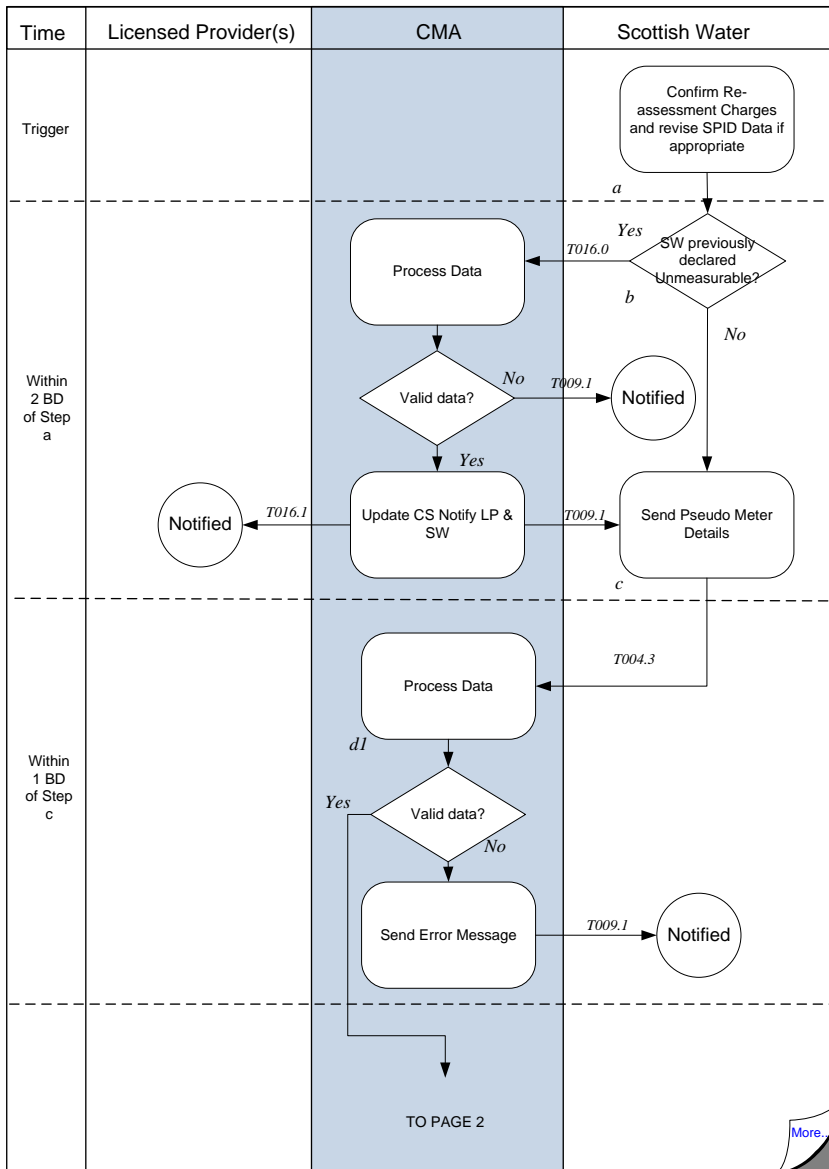 Time
Licensed Provider(s)
CMA
Scottish Water
Trigger
Confirm Re-
assessment Charges
and revise SPID Data if
appropriate
a
Within
2 BD
of Step
a
SW previously
declared
Unmeasurable?
Yes
T016.0
b
No
Process Data
Valid data?
No
T009.1
Notified
Yes
Notified
T016.1
Update CS Notify LP &
SW
T009.1
Send Pseudo Meter
Details
c
Within
1 BD
of Step
c
T004.3
Process Data
d1
Valid data?
Yes
No
Send Error Message
T009.1
Notified
TO PAGE 2
More..